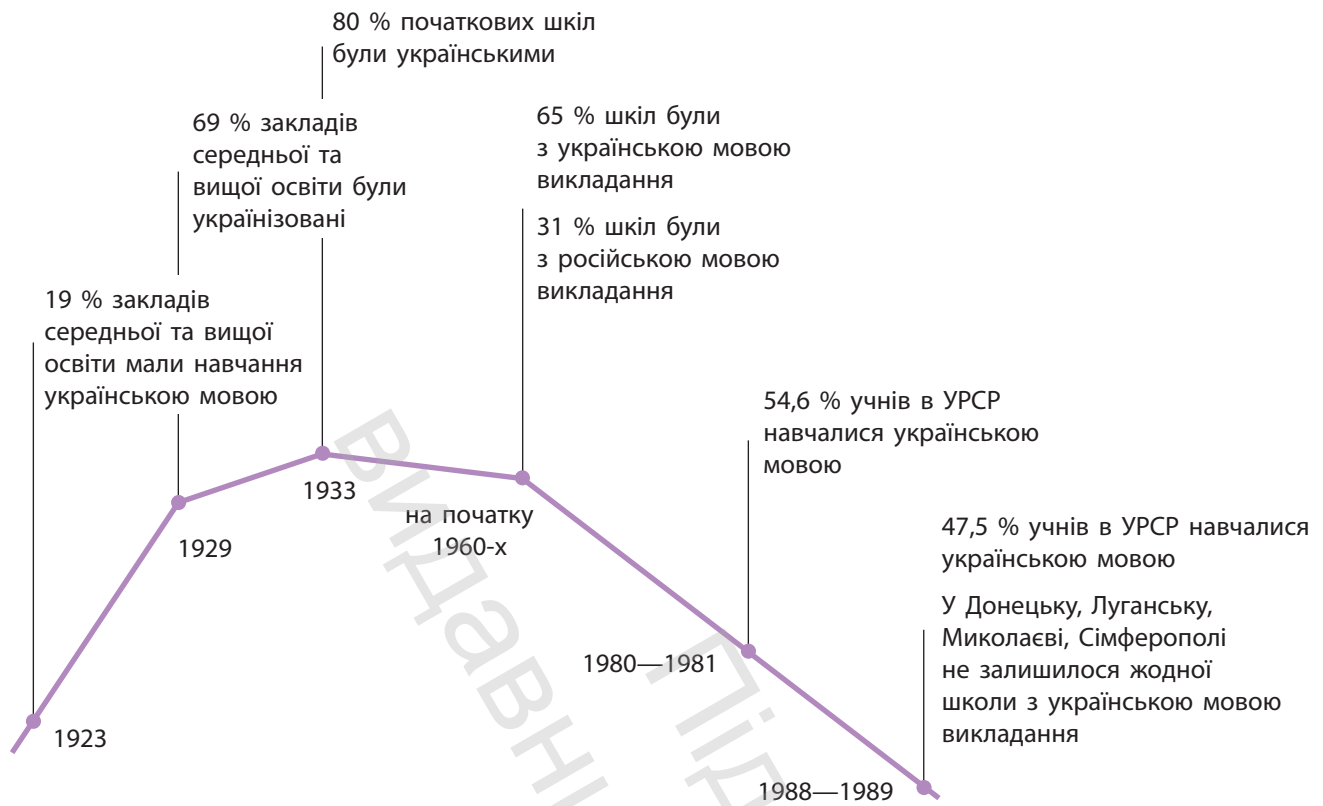 80 % початкових шкіл
були українськими
69 % закладів
середньої та
вищої освіти були
українізовані
65 % шкіл були
з українською мовою
викладання
31 % шкіл були
з російською мовою
викладання
19 % закладів
середньої та вищої
освіти мали навчання
українською мовою
54,6 % учнів в УРСР
навчалися українською
мовою
47,5 % учнів в УРСР навчалися
українською мовою
У Донецьку, Луганську,
Миколаєві, Сімферополі
не залишилося жодної
школи з українською мовою
викладання
1923
1929
1933
на початку
1960-х
1980—1981
1988—1989
видавні
Під